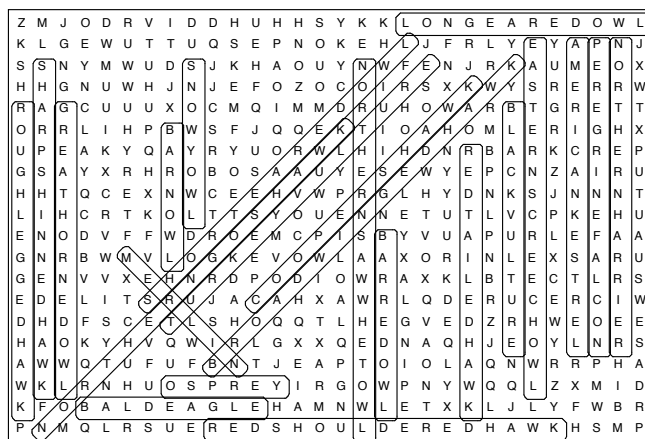 Z M J O D R V I D D H U H H S Y K K L O N G E A R E D O W L
K L G E W U T T U Q S E P N O K E H L J F R L Y E Y A P N J
S S N Y M W U D S J K H A O U Y N W F E N J R K A U M E O X
H H G N U W H J N J E F O Z O C O I R S X K W Y S R E R R W
R A G C U U U X O C M Q I M M D R U H O W A R B T G R E T T
O R R L I H P B W S F J Q Q E K T I O A H O M L E R I G H X
U P E A K Y Q A Y R Y U O R W L H I H D N R B A R K C R E P
G S A Y X R H R O B O S A A U Y E S E W Y E P C N Z A I R U
H H T Q C E X N W C E E H V W P R G L H Y D N K S J N N N T
L I H C R T K O L T T S Y O U E N N E T U T L V C P K E H U
E N O D V F F W D R O E M C P I S B Y V U A P U R L E F A A
G N R B W M V L O G K E V O W L A A X O R I N L E X S A R U
G E N V V X E H N R D P O D I O W R A X K L B T E C T L R S
E D E L I T S R U J A C A H X A W R L Q D E R U C E R C I W
D H D F S C E T L S H O Q Q T L H E G V E D Z R H W E O E E
H A O K Y H V Q W I R L G X X Q E D N A Q H J E O Y L N R S
A W W Q T U F U F B N T J E A P T O I O L A Q N W R R P H A
W K L R N H U O S P R E Y I R G O W P N Y W Q Q L Z X M I D
K F O B A L D E A G L E H A M N W L E T X K L J L Y F W B R
P N M Q L R S U E R E D S H O U L D E R E D H A W K H S M P